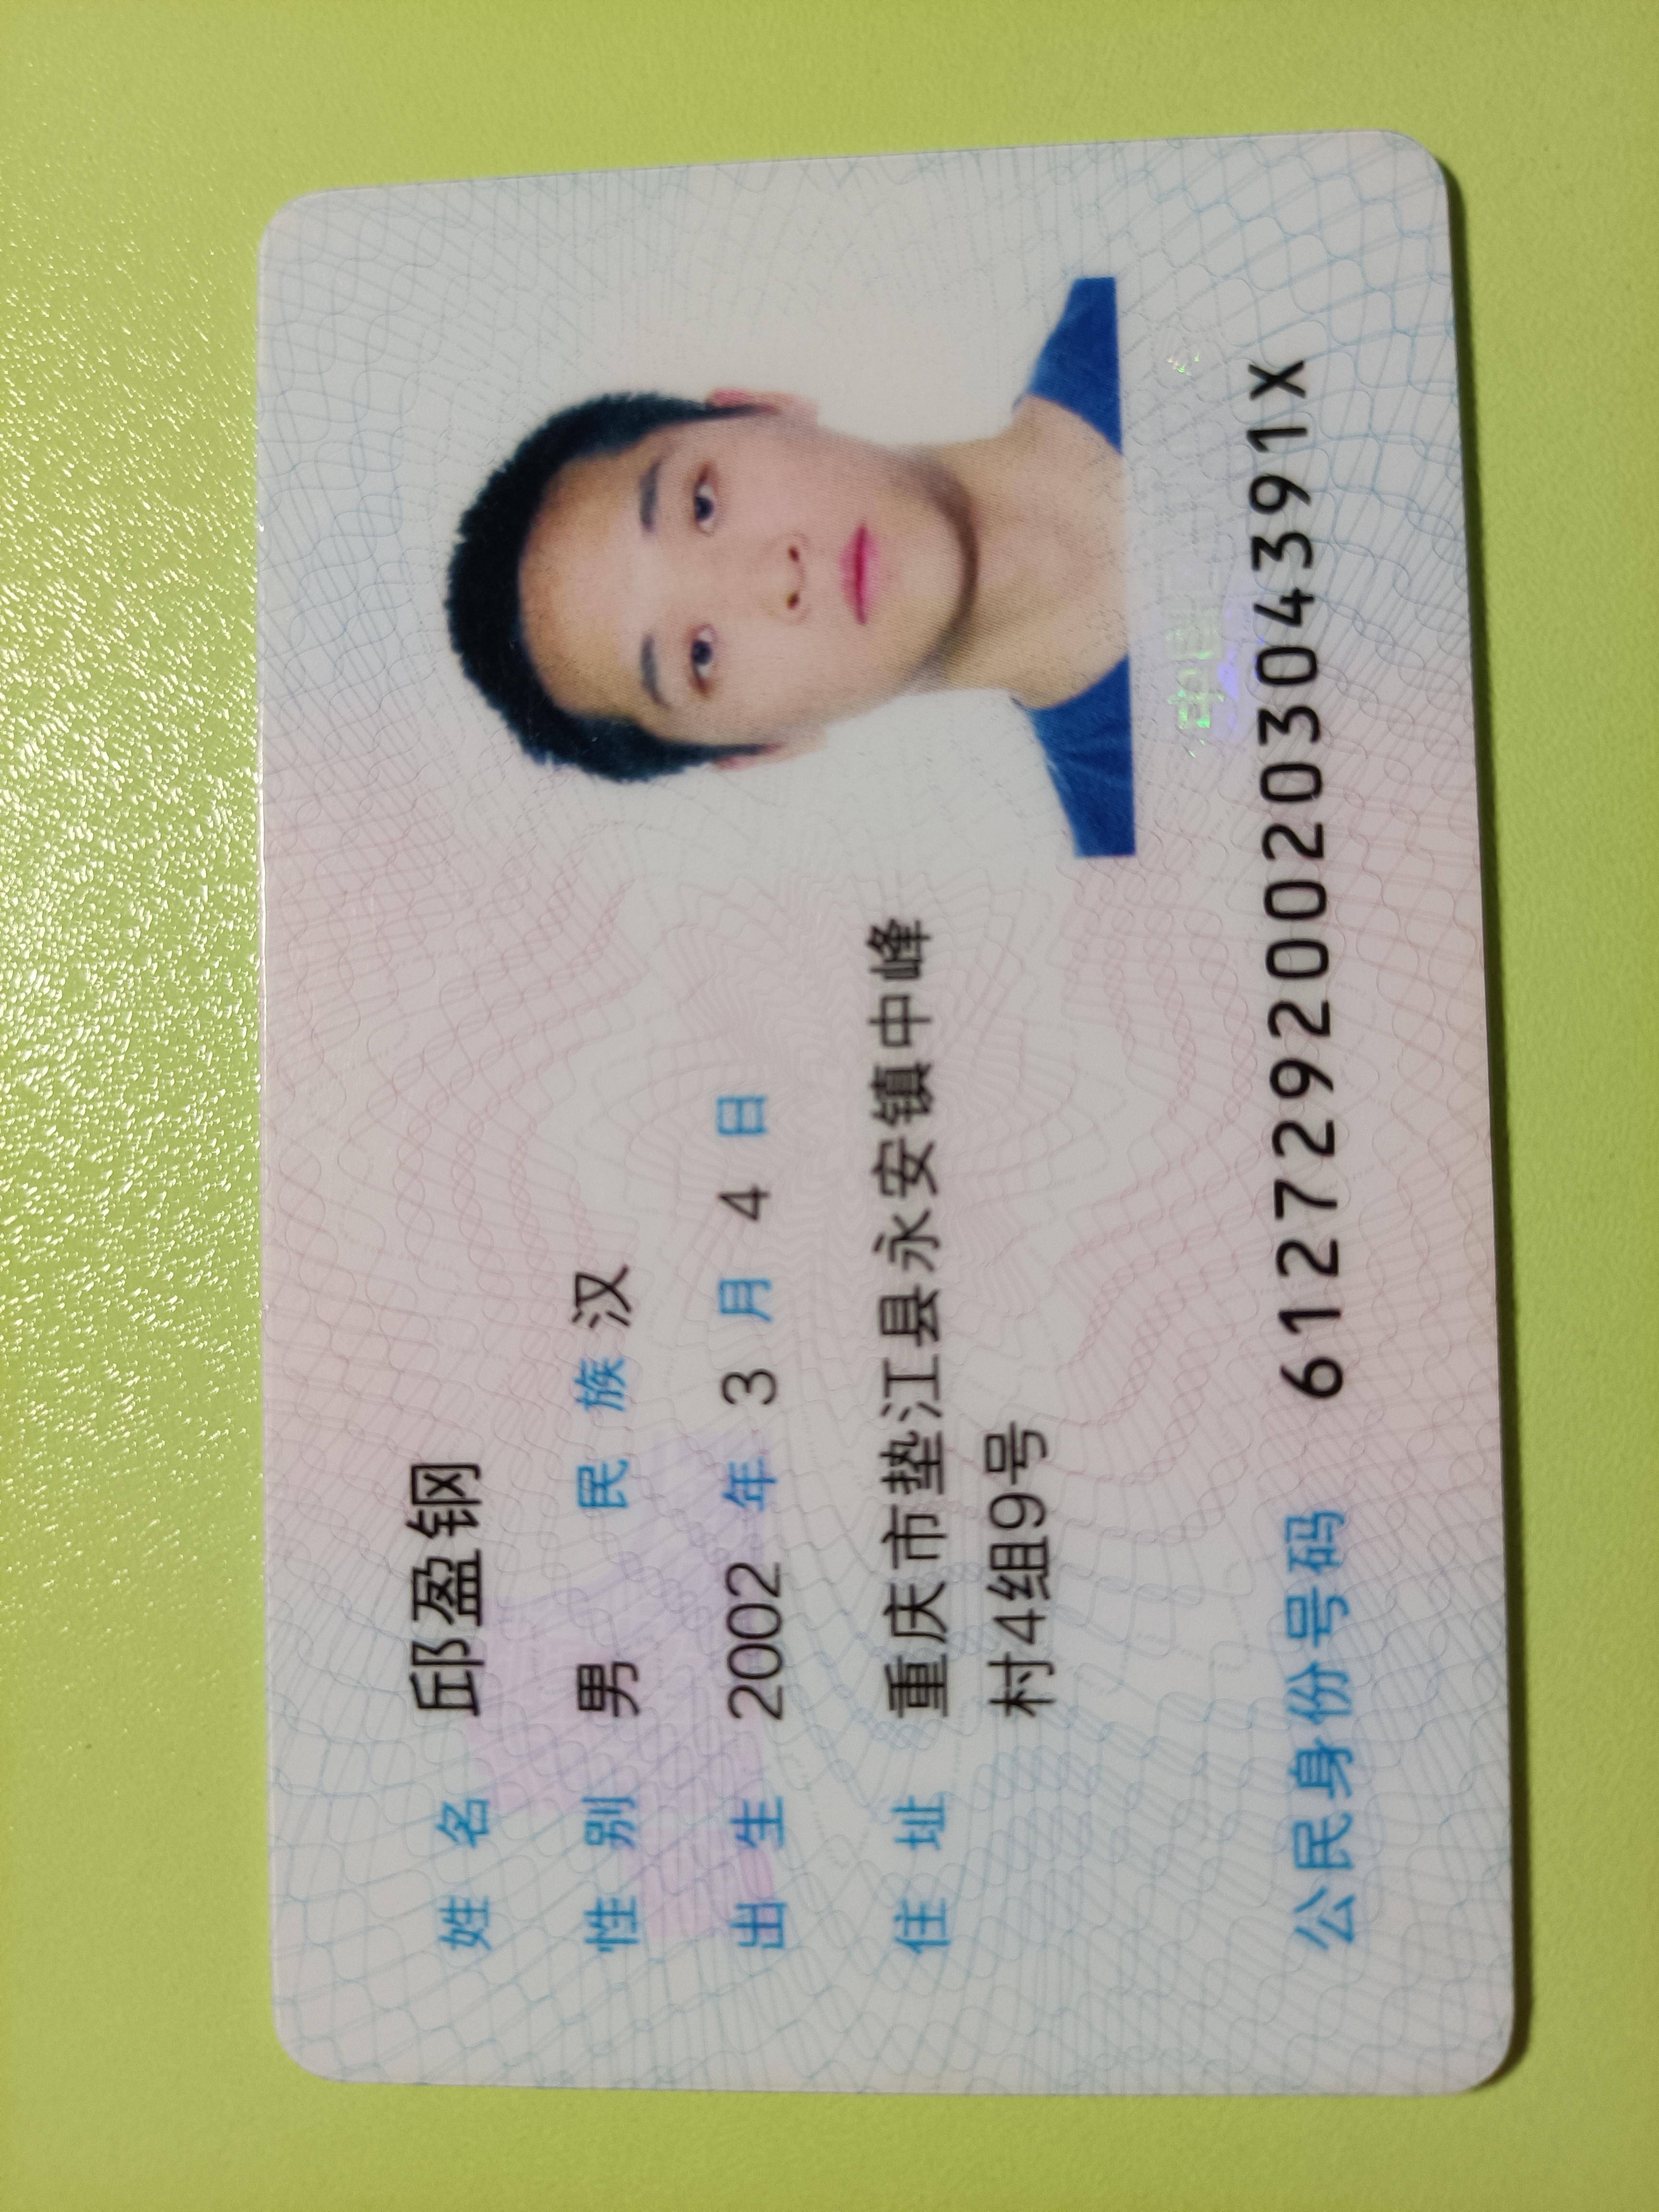 姓名 邱盈钢
性别 男 民族 汉
出生 2002 年 3 月 4 日
住址 重庆市垫江县永安镇中峰
村4组9号
中国
公民身份号码 61272920020304391X